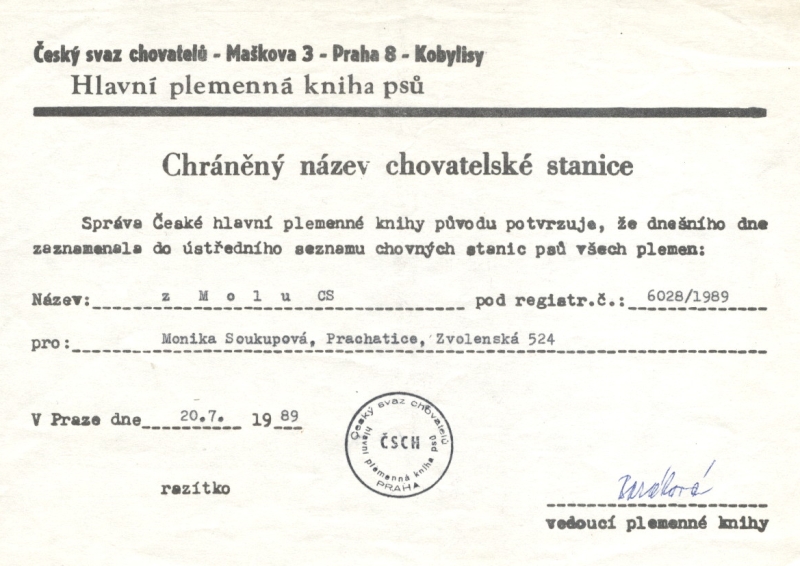 Český svaz chovatelů - Maškova 3 - Praha 8 - Kobylisy
Hlavní plemenná kniha psů
Chráněný název chovatelské stanice
Správa České hlavní plemenné knihy původu potvrzuje, že dnešního dne
zaznamenala do ústředního seznamu chovných stanic psů všech plemen:
Název: z M o l u CS pod registr.č.: 6028/1989
pro: Monika Soukupová, Prachatice, Zvolenská 524
V Praze dne 20.7. 19 89
Český svaz chovatelů
hlavní plemenná kniha psů
ČSCH
PRAHA
razítko
vedoucí plemenné knihy